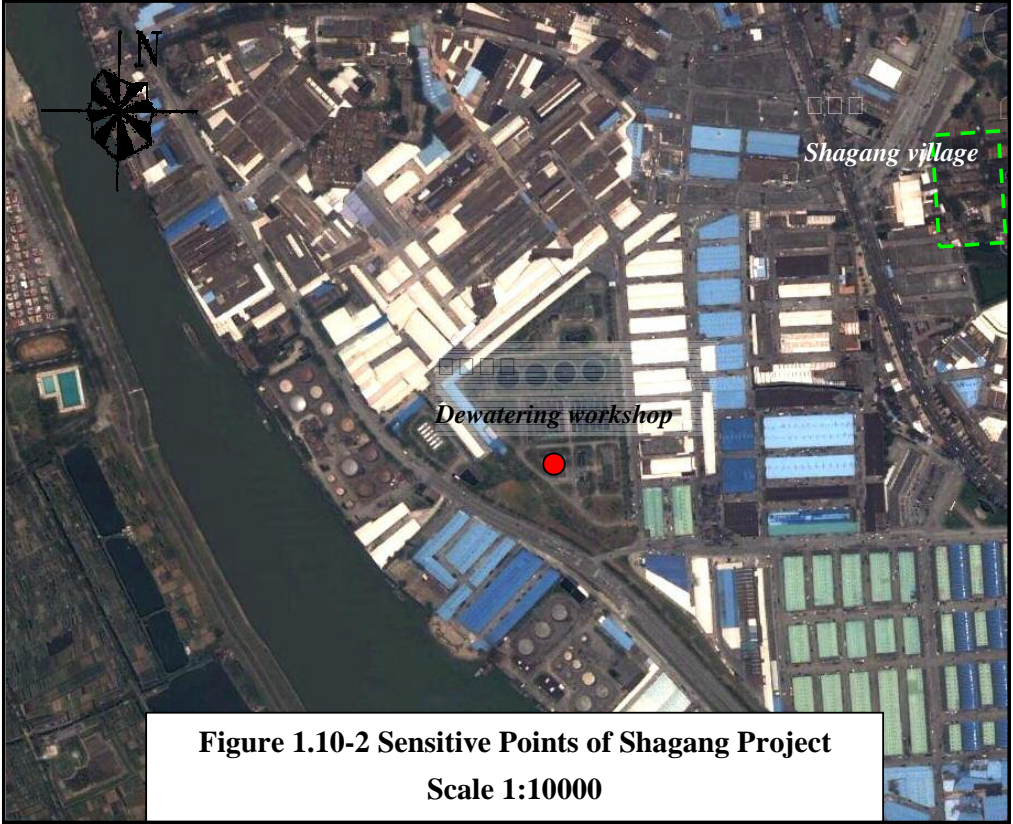 N
Shagang village
Dewatering workshop
Figure 1.10-2 Sensitive Points of Shagang Project
Scale 1:10000